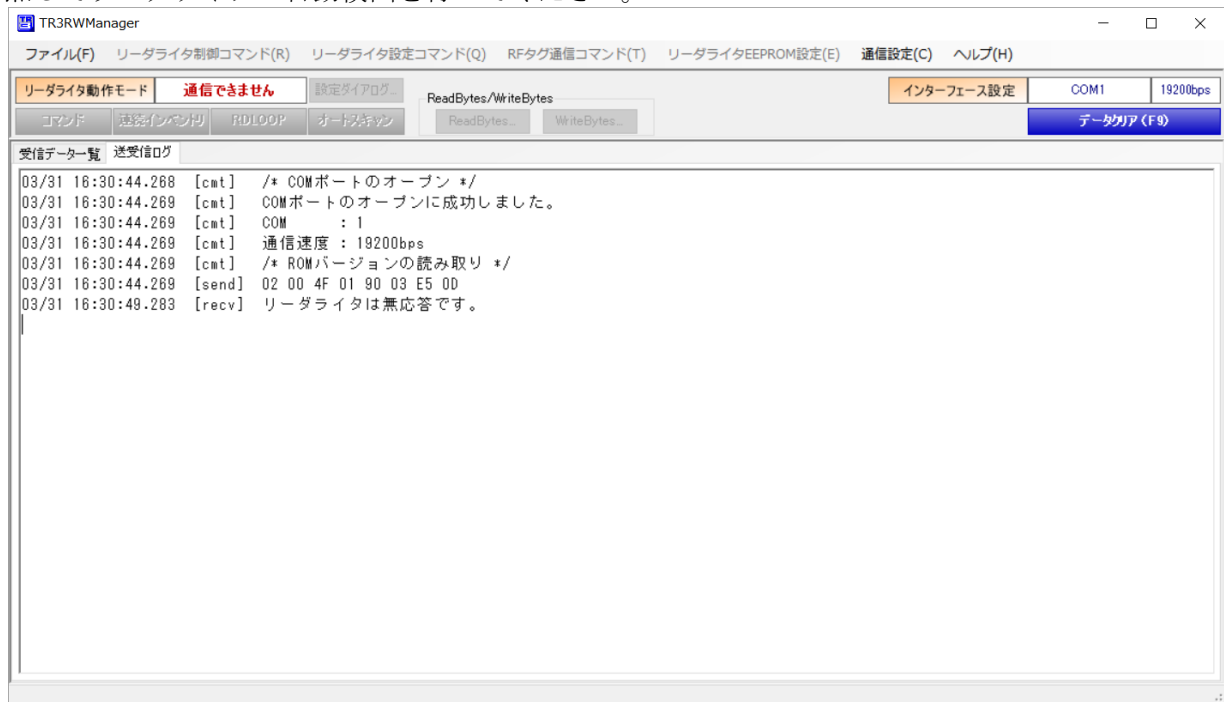 TR3RWManager
ファイル(F) リーダライタ制御コマンド(R) リーダライタ設定コマンド(Q) RFタグ通信コマンド(T) リーダライタEEPROM設定(E) 通信設定(C) ヘルプ(H)
リーダライタ動作モード 通信できません 設定ダイアログ... ReadBytes/WriteBytes インターフェース設定 COM1 19200bps
コマンド 連続インベントリ RDLOOP オートスキャン ReadBytes... WriteBytes... データクリア(F9)
受信データ一覧 送受信ログ
03/31 16:30:44.268 [cmt] /* COMポートのオープン */
03/31 16:30:44.269 [cmt] COMポートのオープンに成功しました。
03/31 16:30:44.269 [cmt] COM : 1
03/31 16:30:44.269 [cmt] 通信速度 : 19200bps
03/31 16:30:44.269 [cmt] /* ROMバージョンの読み取り */
03/31 16:30:44.269 [send] 02 00 4F 01 90 03 E5 0D
03/31 16:30:49.283 [recv] リーダライタは無応答です。